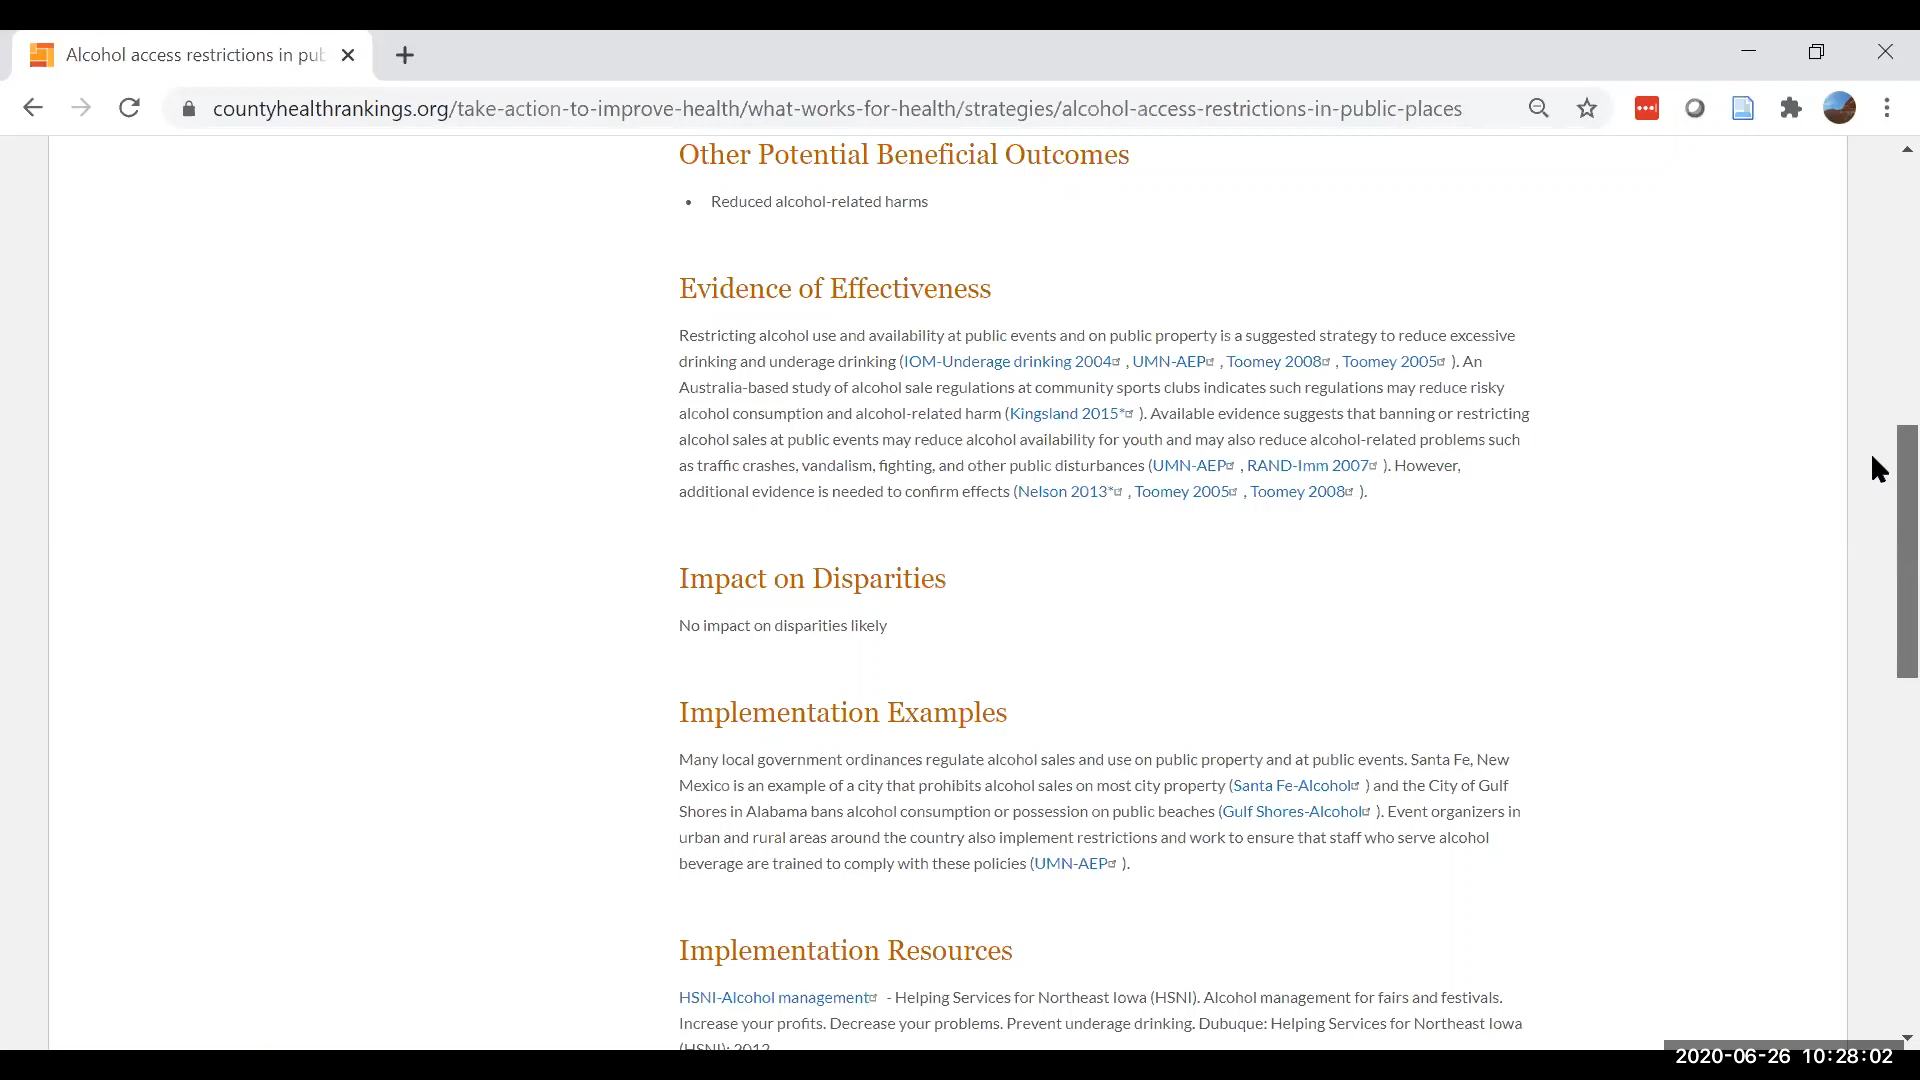 Alcohol access restrictions in pub
countyhealthrankings.org/take-action-to-improve-health/what-works-for-health/strategies/alcohol-access-restrictions-in-public-places
Other Potential Beneficial Outcomes
• Reduced alcohol-related harms
Evidence of Effectiveness
Restricting alcohol use and availability at public events and on public property is a suggested strategy to reduce excessive
drinking and underage drinking (IOM-Underage drinking 2004 , UMN-AEP , Toomey 2008 , Toomey 2005 ). An
Australia-based study of alcohol sale regulations at community sports clubs indicates such regulations may reduce risky
alcohol consumption and alcohol-related harm (Kingsland 2015* ). Available evidence suggests that banning or restricting
alcohol sales at public events may reduce alcohol availability for youth and may also reduce alcohol-related problems such
as traffic crashes, vandalism, fighting, and other public disturbances (UMN-AEP , RAND-Imm 2007 ). However,
additional evidence is needed to confirm effects (Nelson 2013* , Toomey 2005 , Toomey 2008 ).
Impact on Disparities
No impact on disparities likely
Implementation Examples
Many local government ordinances regulate alcohol sales and use on public property and at public events. Santa Fe, New
Mexico is an example of a city that prohibits alcohol sales on most city property (Santa Fe-Alcohol ) and the City of Gulf
Shores in Alabama bans alcohol consumption or possession on public beaches (Gulf Shores-Alcohol ). Event organizers in
urban and rural areas around the country also implement restrictions and work to ensure that staff who serve alcohol
beverage are trained to comply with these policies (UMN-AEP ).
Implementation Resources
HSNI-Alcohol management - Helping Services for Northeast Iowa (HSNI). Alcohol management for fairs and festivals.
Increase your profits. Decrease your problems. Prevent underage drinking. Dubuque: Helping Services for Northeast Iowa
(HSNI); 2012.
2020-06-26 10:28:02